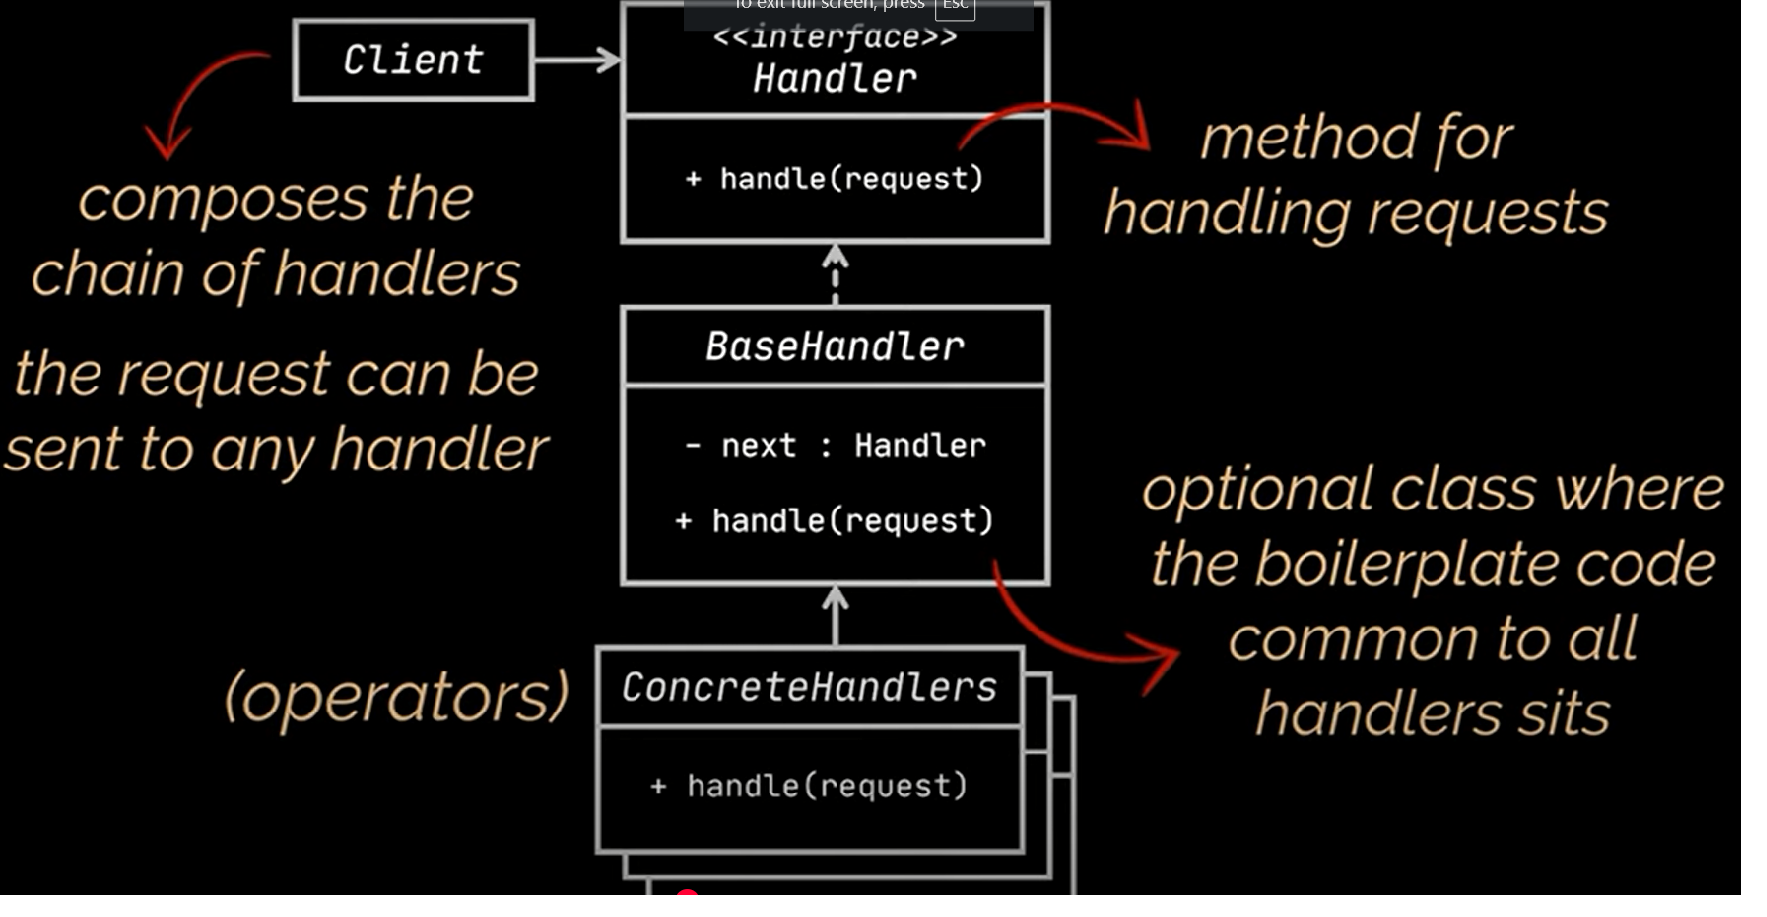 To exit full screen, press Esc
Client
<<interface>>
Handler
+ handle(request)
method for
handling requests
composes the
chain of handlers
the request can be
sent to any handler
BaseHandler
- next : Handler
+ handle(request)
optional class where
the boilerplate code
common to all
handlers sits
(operators)
ConcreteHandlers
+ handle(request)